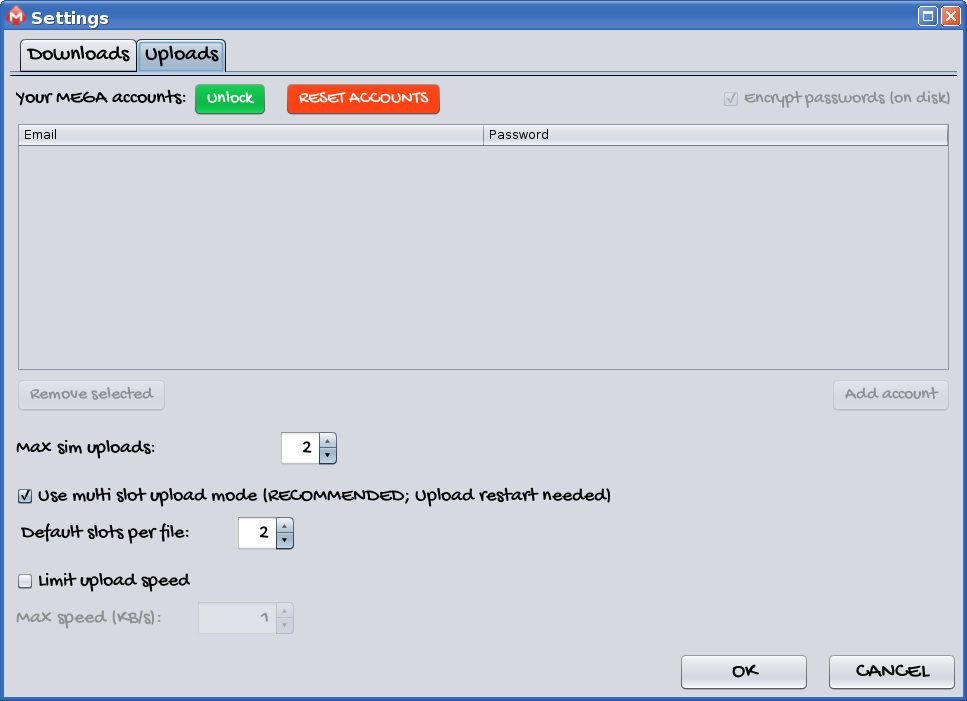 Settings
Downloads Uploads
Your MEGA accounts: Unlock RESET ACCOUNTS Encrypt passwords (on disk)
Email Password
Remove selected Add account
Max sim uploads: 2
Use multi slot upload mode (RECOMMENDED; Upload restart needed)
Default slots per file: 2
Limit upload speed
Max speed (KB/s): 1
OK CANCEL